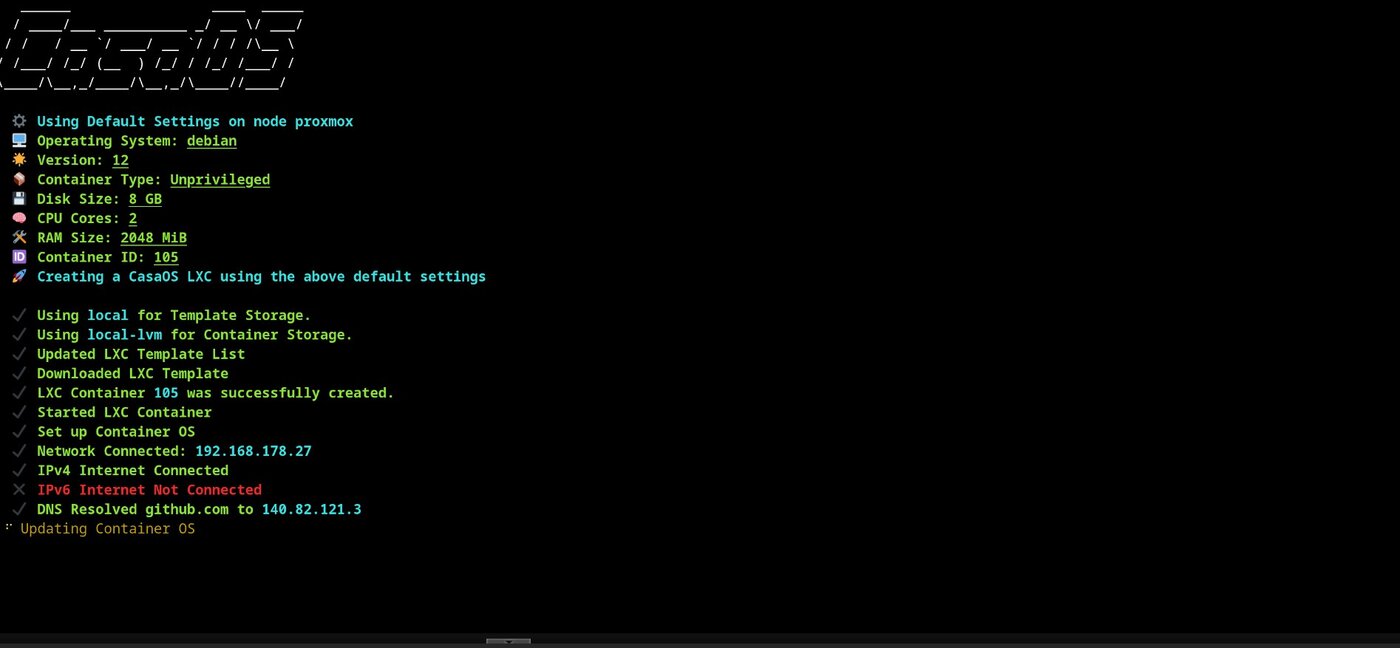 CasaOS
Using Default Settings on node proxmox
Operating System: debian
Version: 12
Container Type: Unprivileged
Disk Size: 8 GB
CPU Cores: 2
RAM Size: 2048 MiB
ID Container ID: 105
Creating a CasaOS LXC using the above default settings
Using local for Template Storage.
Using local-lvm for Container Storage.
Updated LXC Template List
Downloaded LXC Template
LXC Container 105 was successfully created.
Started LXC Container
Set up Container OS
Network Connected: 192.168.178.27
IPv4 Internet Connected
IPv6 Internet Not Connected
DNS Resolved github.com to 140.82.121.3
Updating Container OS